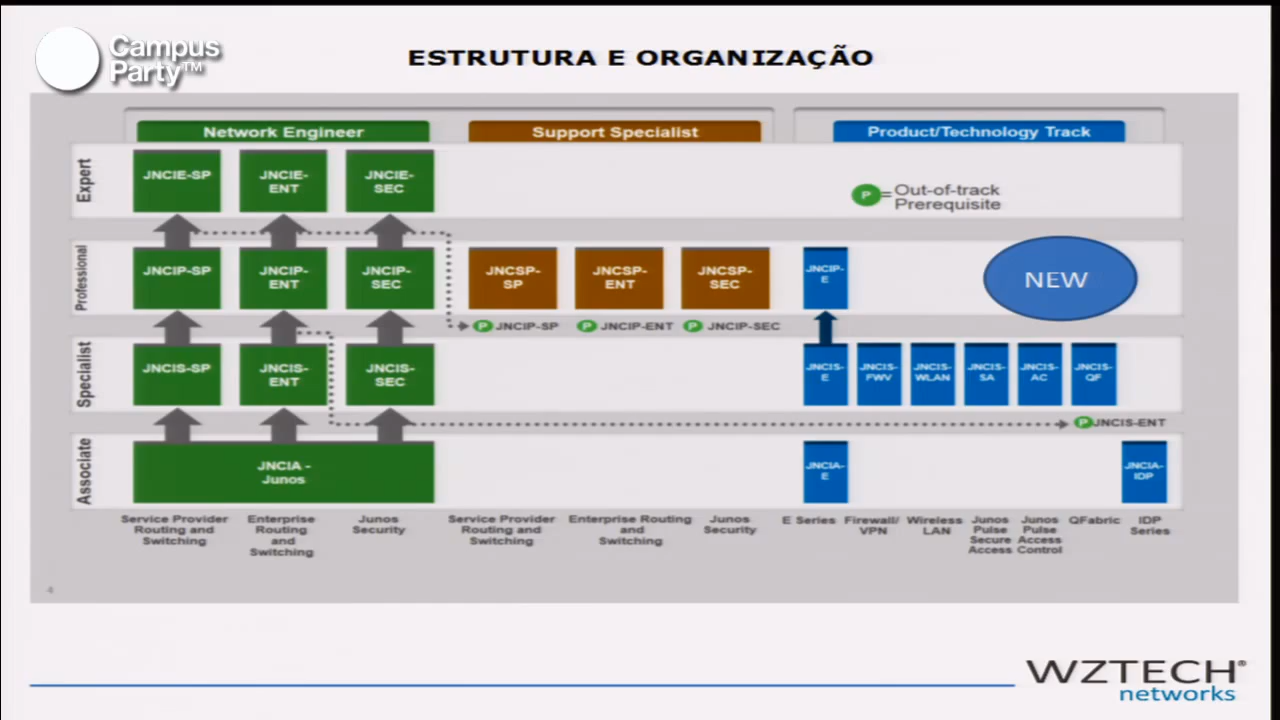 Campus
Party™
ESTRUTURA E ORGANIZAÇÃO
Network Engineer
Support Specialist
Product/Technology Track
Expert
JNCIE-SP
JNCIE-
ENT
JNCIE-
SEC
P
=
Out-of-track
Prerequisite
Professional
JNCIP-SP
JNCIP-
ENT
JNCIP-
SEC
JNCSP-
SP
JNCSP-
ENT
JNCSP-
SEC
JNCIP-
E
NEW
P JNCIP-SP
P JNCIP-ENT
P JNCIP-SEC
Specialist
JNCIS-SP
JNCIS-
ENT
JNCIS-
SEC
JNCIS-
E
JNCIS-
FWV
JNCIS-
WLAN
JNCIS-
SA
JNCIS-
AC
JNCIS-
QF
P JNCIS-ENT
Associate
JNCIA -
Junos
JNCIA-
E
JNCIA-
IDP
Service Provider
Routing and
Switching
Enterprise
Routing
and
Switching
Junos
Security
Service Provider
Routing and
Switching
Enterprise Routing
and
Switching
Junos
Security
E Series
Firewall/
VPN
Wireless
LAN
Junos
Pulse
Secure
Access
Junos
Pulse
Access
Control
QFabric
IDP
Series
4
WZTECH®
networks